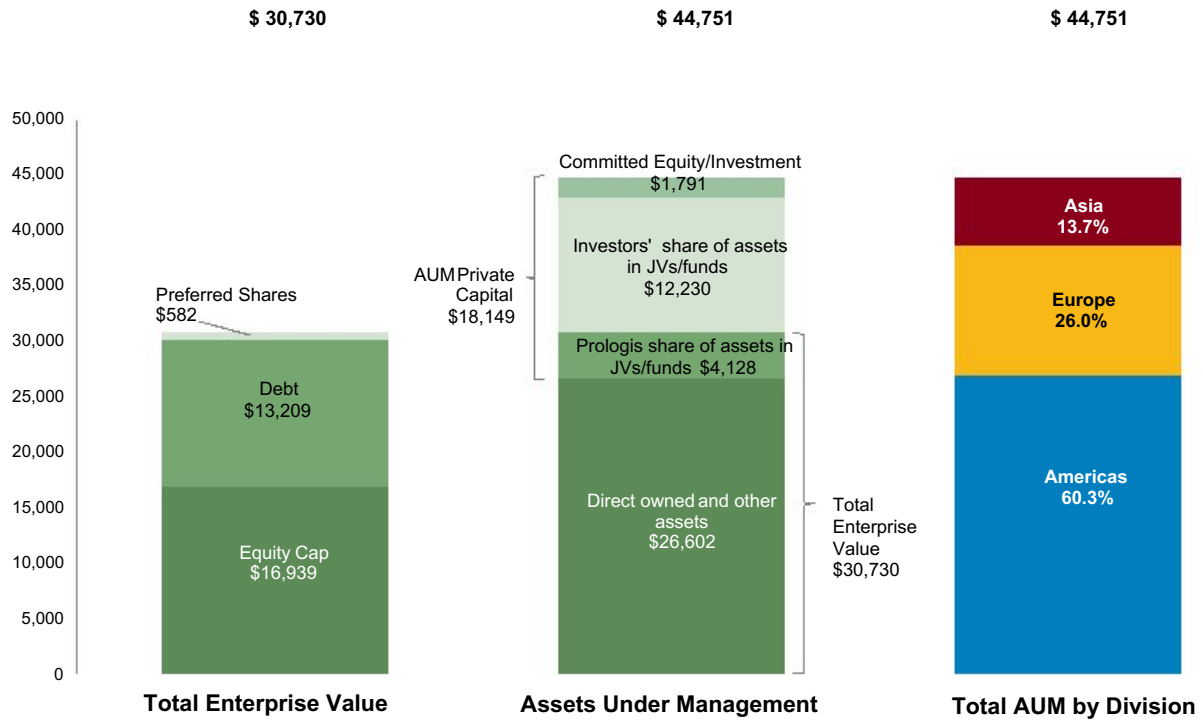 $ 30,730
$ 44,751
$ 44,751
50,000
45,000
40,000
35,000
30,000
25,000
20,000
15,000
10,000
5,000
0
Preferred Shares
$582
Debt
$13,209
Equity Cap
$16,939
Total Enterprise Value
Committed Equity/Investment
$1,791
Investors' share of assets
in JVs/funds
$12,230
AUM Private
Capital
$18,149
Prologis share of assets in
JVs/funds $4,128
Direct owned and other
assets
$26,602
Total
Enterprise
Value
$30,730
Assets Under Management
Asia
13.7%
Europe
26.0%
Americas
60.3%
Total AUM by Division